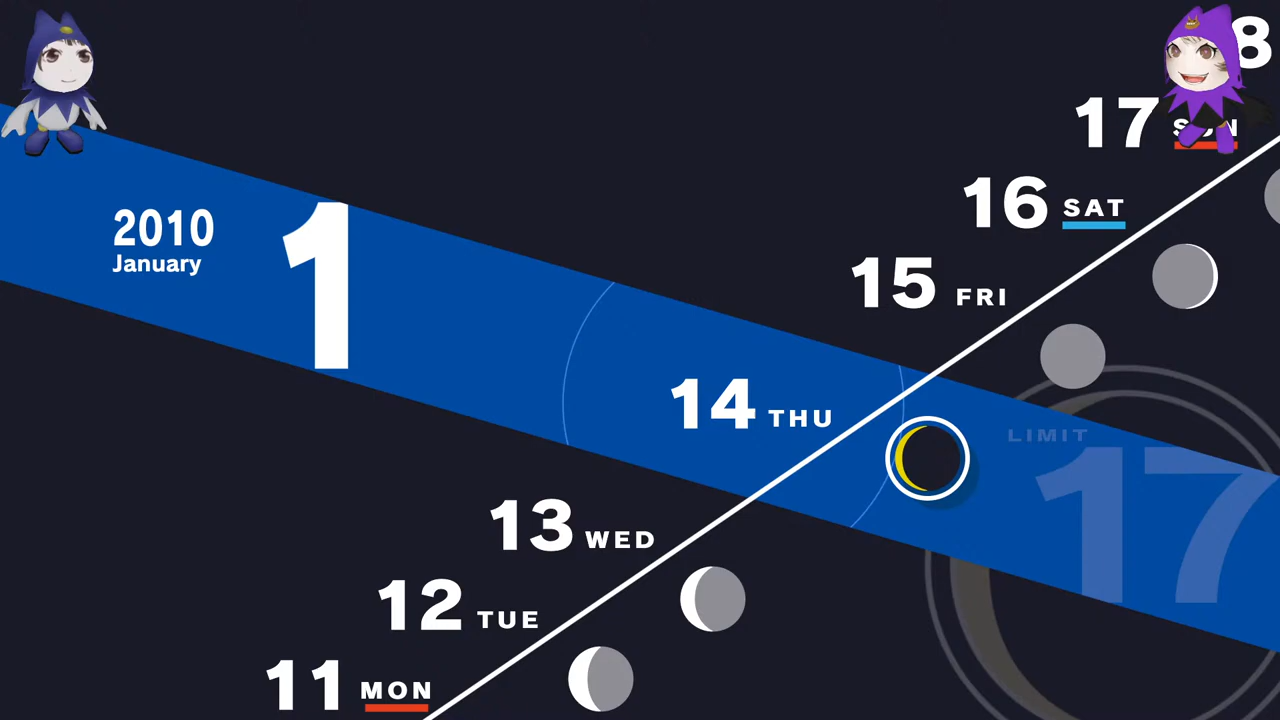 8
17 SUN
16 SAT
15 FRI
2010
January
1
14 THU
LIMIT
17
13 WED
12 TUE
11 MON